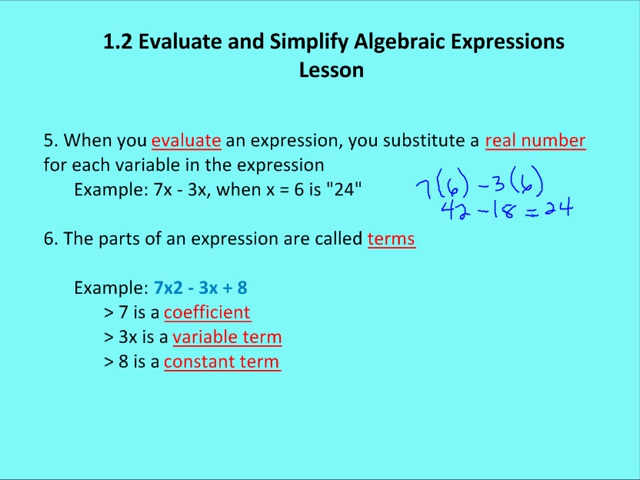 1.2 Evaluate and Simplify Algebraic Expressions
Lesson
5. When you evaluate an expression, you substitute a real number
for each variable in the expression
Example: 7x - 3x, when x = 6 is "24"
7(6) - 3(6)
42 - 18 = 24
6. The parts of an expression are called terms
Example: 7x2 - 3x + 8
> 7 is a coefficient
> 3x is a variable term
> 8 is a constant term